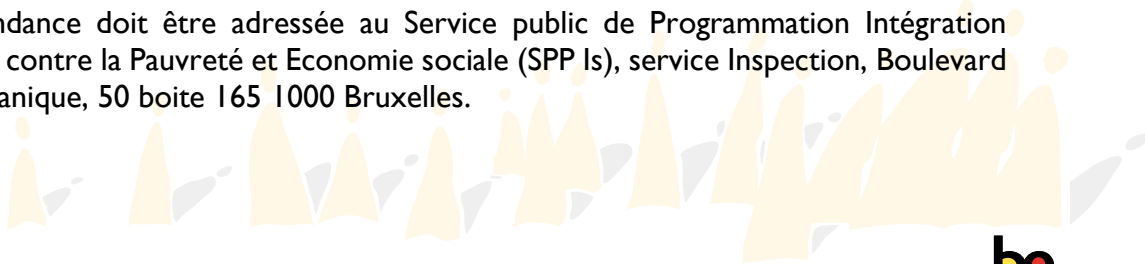 ndance doit être adressée au Service public de Programmation Intégration
contre la Pauvreté et Economie sociale (SPP Is), service Inspection, Boulevard
anique, 50 boite 165 1000 Bruxelles.
be